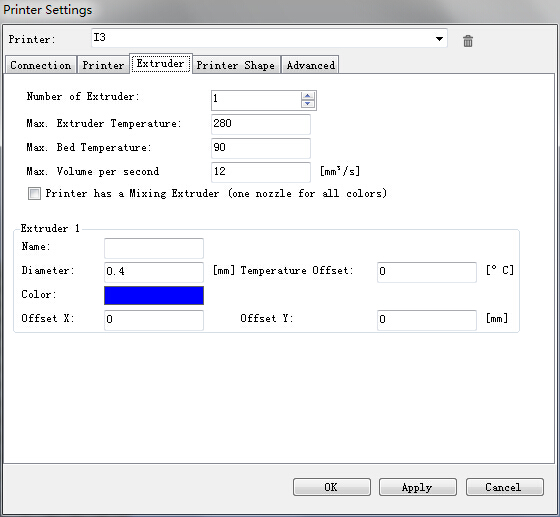 Printer Settings
Printer: I3
Connection Printer Extruder Printer Shape Advanced
Number of Extruder: 1
Max. Extruder Temperature: 280
Max. Bed Temperature: 90
Max. Volume per second 12 [mm³/s]
Printer has a Mixing Extruder (one nozzle for all colors)
Extruder 1
Name:
Diameter: 0.4 [mm] Temperature Offset: 0 [° C]
Color:
Offset X: 0 Offset Y: 0 [mm]
OK Apply Cancel